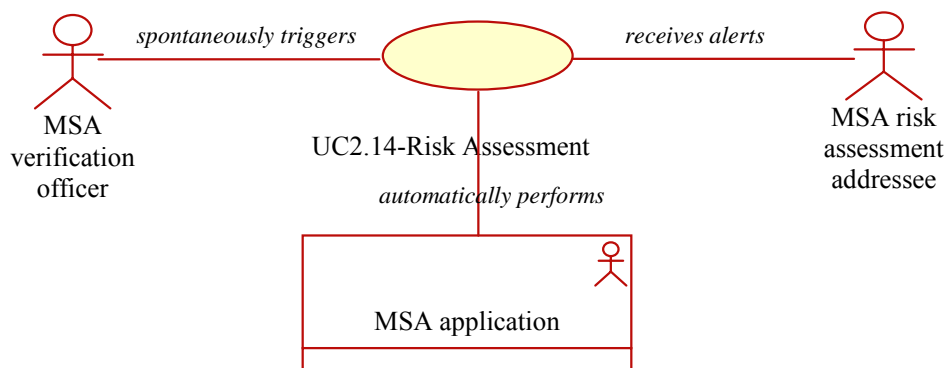 spontaneously triggers
receives alerts
MSA
verification
officer
MSA risk
assessment
addressee
UC2.14-Risk Assessment
automatically performs
MSA application